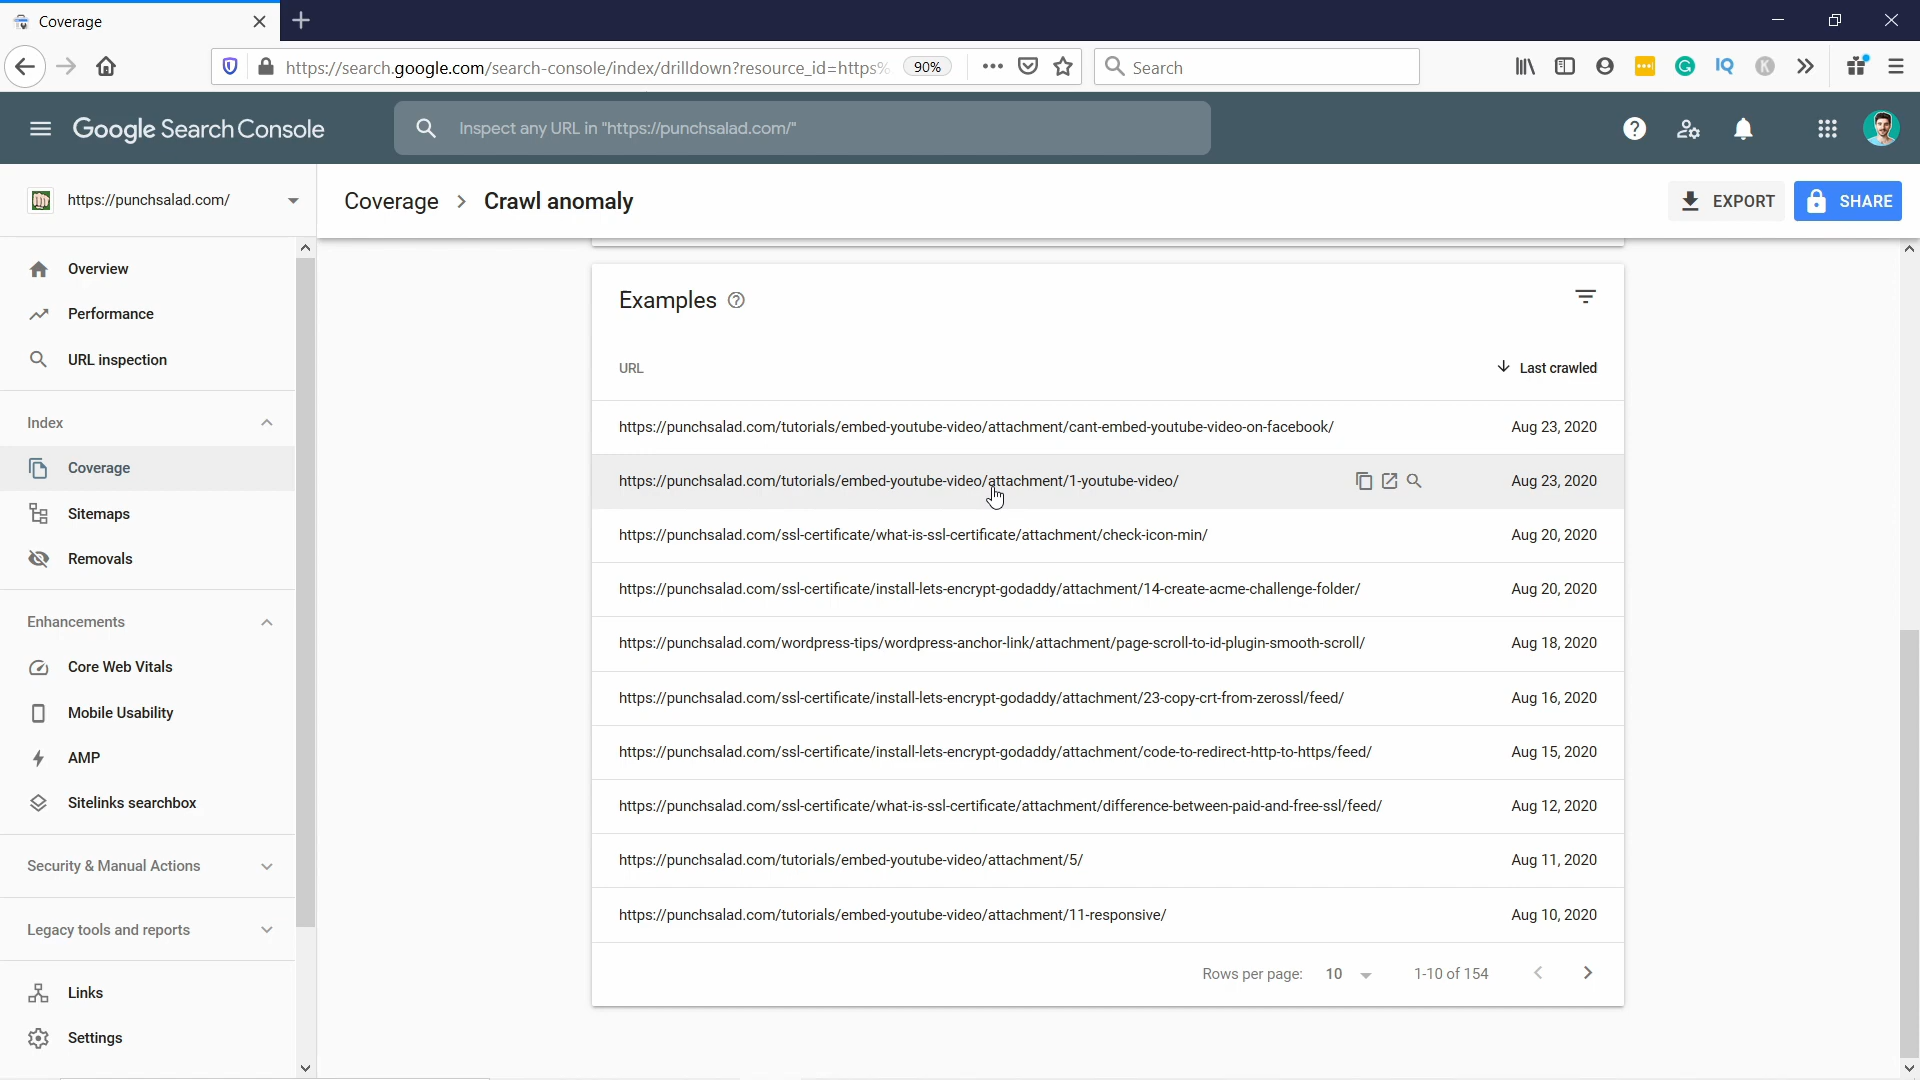 Coverage
https://search.google.com/search-console/index/drilldown?resource_id=https%
90%
Search
Google Search Console
Inspect any URL in "https://punchsalad.com/"
https://punchsalad.com/
Coverage > Crawl anomaly
EXPORT
SHARE
Overview
Performance
URL inspection
Index
Coverage
Sitemaps
Removals
Enhancements
Core Web Vitals
Mobile Usability
AMP
Sitelinks searchbox
Security & Manual Actions
Legacy tools and reports
Links
Settings
Examples
URL Last crawled
https://punchsalad.com/tutorials/embed-youtube-video/attachment/cant-embed-youtube-video-on-facebook/ Aug 23, 2020
https://punchsalad.com/tutorials/embed-youtube-video/attachment/1-youtube-video/ Aug 23, 2020
https://punchsalad.com/ssl-certificate/what-is-ssl-certificate/attachment/check-icon-min/ Aug 20, 2020
https://punchsalad.com/ssl-certificate/install-lets-encrypt-godaddy/attachment/14-create-acme-challenge-folder/ Aug 20, 2020
https://punchsalad.com/wordpress-tips/wordpress-anchor-link/attachment/page-scroll-to-id-plugin-smooth-scroll/ Aug 18, 2020
https://punchsalad.com/ssl-certificate/install-lets-encrypt-godaddy/attachment/23-copy-crt-from-zerossl/feed/ Aug 16, 2020
https://punchsalad.com/ssl-certificate/install-lets-encrypt-godaddy/attachment/code-to-redirect-http-to-https/feed/ Aug 15, 2020
https://punchsalad.com/ssl-certificate/what-is-ssl-certificate/attachment/difference-between-paid-and-free-ssl/feed/ Aug 12, 2020
https://punchsalad.com/tutorials/embed-youtube-video/attachment/5/ Aug 11, 2020
https://punchsalad.com/tutorials/embed-youtube-video/attachment/11-responsive/ Aug 10, 2020
Rows per page: 10 1-10 of 154